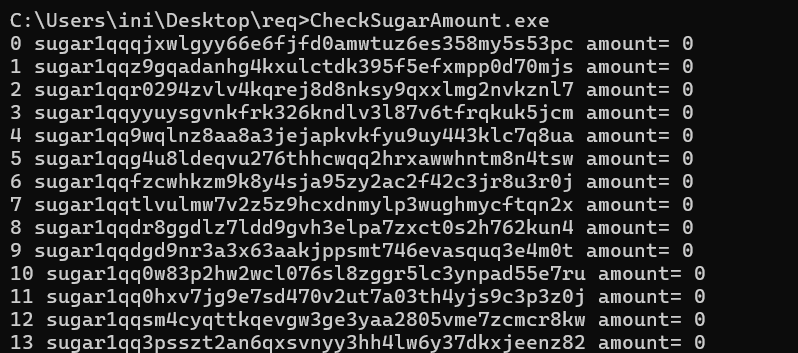 C:\Users\ini\Desktop\req>CheckSugarAmount.exe
0 sugar1qqqjxwlgyy66e6fjfd0amwtuz6es358my5s53pc amount= 0
1 sugar1qqz9gqadanhg4kxulctdk395f5efxmpp0d70mjs amount= 0
2 sugar1qqr0294zvlv4kqrej8d8nksy9qxxlmg2nvkznl7 amount= 0
3 sugar1qqyyuysgvnkfrk326kndlv3l87v6tfrqkuk5jcm amount= 0
4 sugar1qq9wqlnz8aa8a3jejapkvkfyu9uy443klc7q8ua amount= 0
5 sugar1qqg4u8ldeqvu276thhcwqq2hrxawwhntm8n4tsw amount= 0
6 sugar1qqfzcwhkzm9k8y4sja95zy2ac2f42c3jr8u3r0j amount= 0
7 sugar1qqtlvulmw7v2z5z9hcxdnmylp3wughmycftqn2x amount= 0
8 sugar1qqdr8ggdlz7ldd9gvh3elpa7zxct0s2h762kun4 amount= 0
9 sugar1qqdgd9nr3a3x63aakjppsmt746evasquq3e4m0t amount= 0
10 sugar1qq0w83p2hw2wcl076sl8zggr5lc3ynpad55e7ru amount= 0
11 sugar1qq0hxv7jg9e7sd470v2ut7a03th4yjs9c3p3z0j amount= 0
12 sugar1qqsm4cyqttkqevgw3ge3yaa2805vme7zcmcr8kw amount= 0
13 sugar1qq3psszt2an6qxsvnyy3hh4lw6y37dkxjeenz82 amount= 0